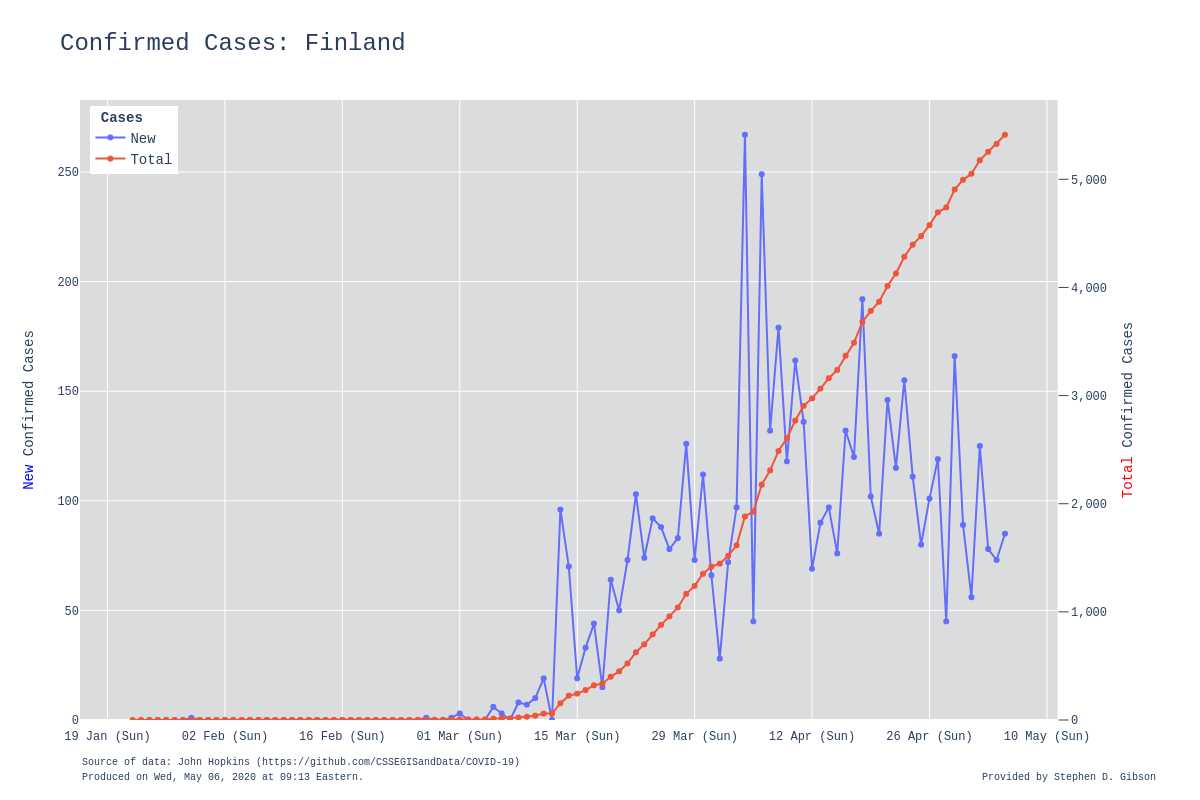 Confirmed Cases: Finland
Cases
New
Total
250
200
150
100
50
0
5,000
4,000
3,000
2,000
1,000
0
New Confirmed Cases
Total Confirmed Cases
19 Jan (Sun) 02 Feb (Sun) 16 Feb (Sun) 01 Mar (Sun) 15 Mar (Sun) 29 Mar (Sun) 12 Apr (Sun) 26 Apr (Sun) 10 May (Sun)
Source of data: John Hopkins (https://github.com/CSSEGISandData/COVID-19)
Produced on Wed, May 06, 2020 at 09:13 Eastern.
Provided by Stephen D. Gibson